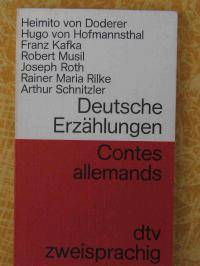 Heimito von Doderer
Hugo von Hofmannsthal
Franz Kafka
Robert Musil
Joseph Roth
Rainer Maria Rilke
Arthur Schnitzler
Deutsche
Erzählungen
Contes
allemands
dtv
zweisprachig